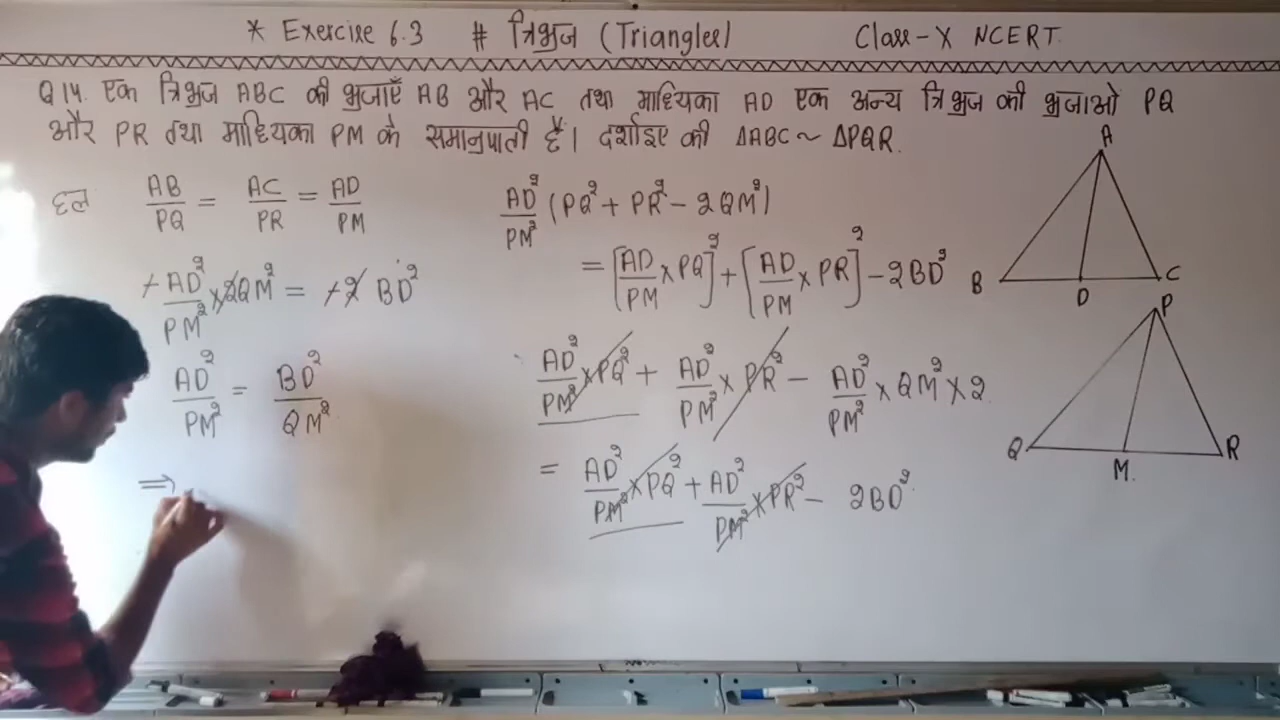 * Exercise 6.3 # त्रिभुज (Triangles) Class-X NCERT.
Q 14. एक त्रिभुज ABC की भुजाएँ AB और AC तथा माध्यिका AD एक अन्य त्रिभुज की भुजाओ PQ
और PR तथा माध्यिका PM के समानुपाती हैं। दर्शाइए की ΔABC ~ ΔPQR.
हल AB/PQ = AC/PR = AD/PM
+AD²/PM² × 2QM² = +2 BD²
AD²/PM² = BD²/QM²
⇒
AD²/PM² (PQ² + PR² - 2QM²)
= [AD/PM × PQ]² + [AD/PM × PR]² - 2BD²
AD²/PM² × PQ² + AD²/PM² × PR² - AD²/PM² × QM² × 2
= AD²/PM² × PQ² + AD²/PM² × PR² - 2BD²
A
B D C
P
Q M. R